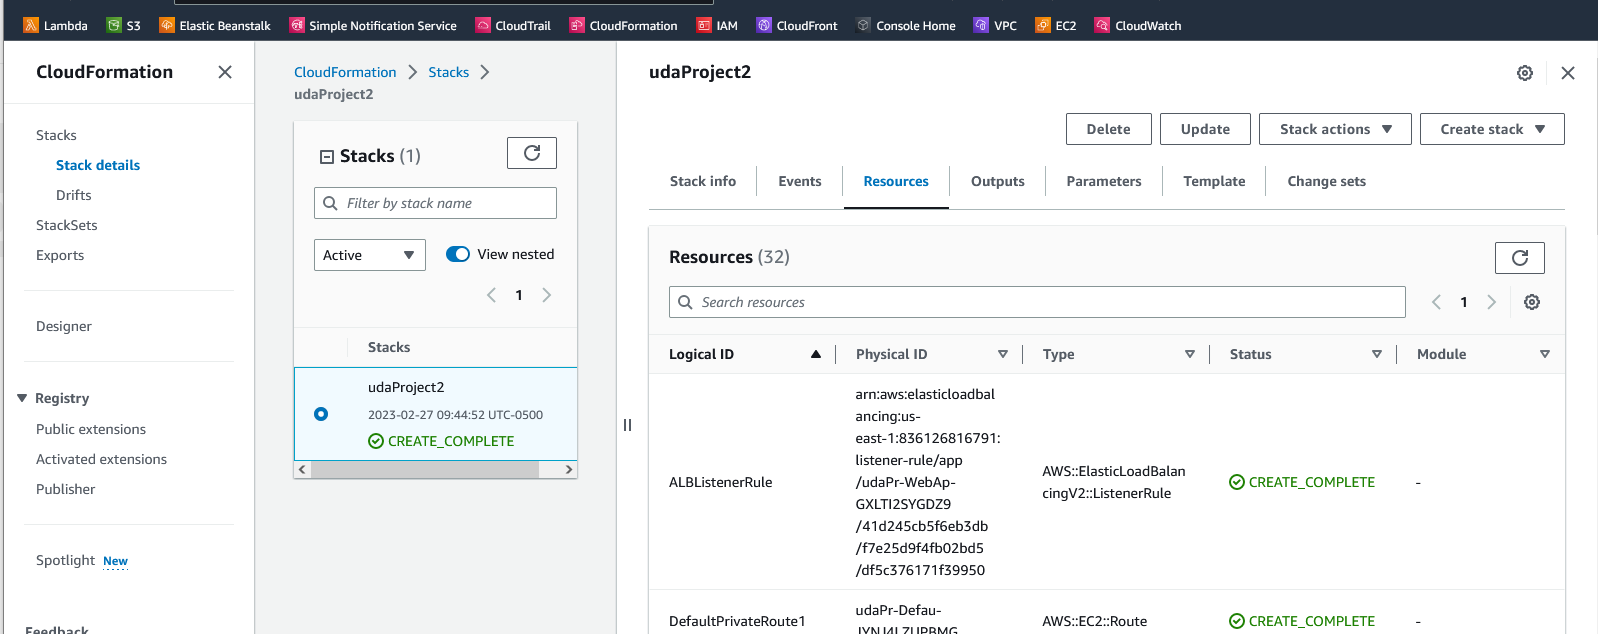 Lambda S3 Elastic Beanstalk Simple Notification Service CloudTrail CloudFormation IAM CloudFront Console Home VPC EC2 CloudWatch
CloudFormation
Stacks
Stack details
Drifts
StackSets
Exports
Designer
Registry
Public extensions
Activated extensions
Publisher
Spotlight New
Feedback
CloudFormation > Stacks >
udaProject2
Stacks (1)
Filter by stack name
Active View nested
1
Stacks
udaProject2
2023-02-27 09:44:52 UTC-0500
CREATE_COMPLETE
udaProject2
Delete Update Stack actions Create stack
Stack info Events Resources Outputs Parameters Template Change sets
Resources (32)
Search resources
1
Logical ID Physical ID Type Status Module
ALBListenerRule
arn:aws:elasticloadbal
ancing:us-
east-1:836126816791:
listener-rule/app
/udaPr-WebAp-
GXLTI2SYGDZ9
/41d245cb5f6eb3db
/f7e25d9f4fb02bd5
/df5c376171f39950
AWS::ElasticLoadBalan
cingV2::ListenerRule
CREATE_COMPLETE
-
DefaultPrivateRoute1
udaPr-Defau-
AWS::EC2::Route
CREATE_COMPLETE
-